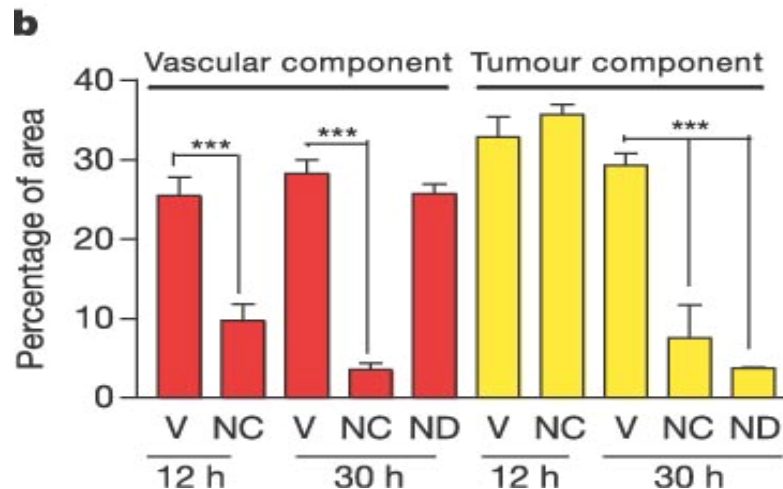 b
Vascular component Tumour component
Percentage of area
40
30
20
10
0
*** *** ***
V NC V NC ND V NC V NC ND
12 h 30 h 12 h 30 h